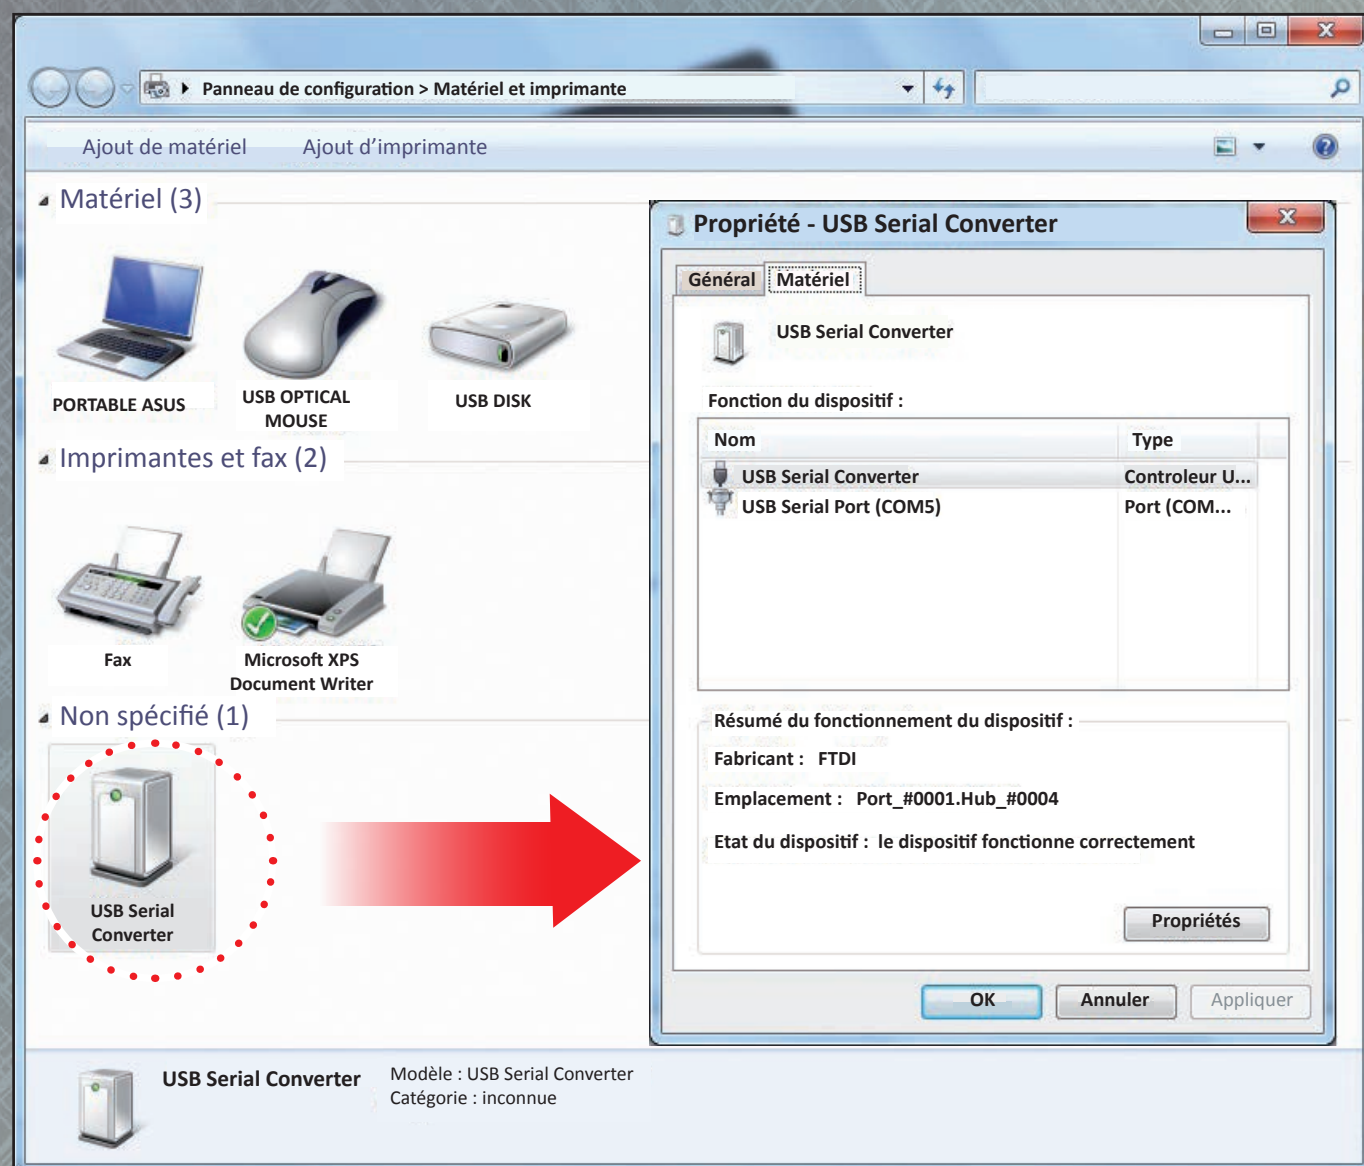 Panneau de configuration > Matériel et imprimante
Ajout de matériel
Ajout d'imprimante
Matériel (3)
PORTABLE ASUS
USB OPTICAL
MOUSE
USB DISK
Imprimantes et fax (2)
Fax
Microsoft XPS
Document Writer
Non spécifié (1)
USB Serial
Converter
Propriété - USB Serial Converter
Général
Matériel
USB Serial Converter
Fonction du dispositif :
Nom
Type
USB Serial Converter
Controleur U...
USB Serial Port (COM5)
Port (COM...
Résumé du fonctionnement du dispositif :
Fabricant : FTDI
Emplacement : Port_#0001.Hub_#0004
Etat du dispositif : le dispositif fonctionne correctement
Propriétés
OK
Annuler
Appliquer
USB Serial Converter
Modèle : USB Serial Converter
Catégorie : inconnue